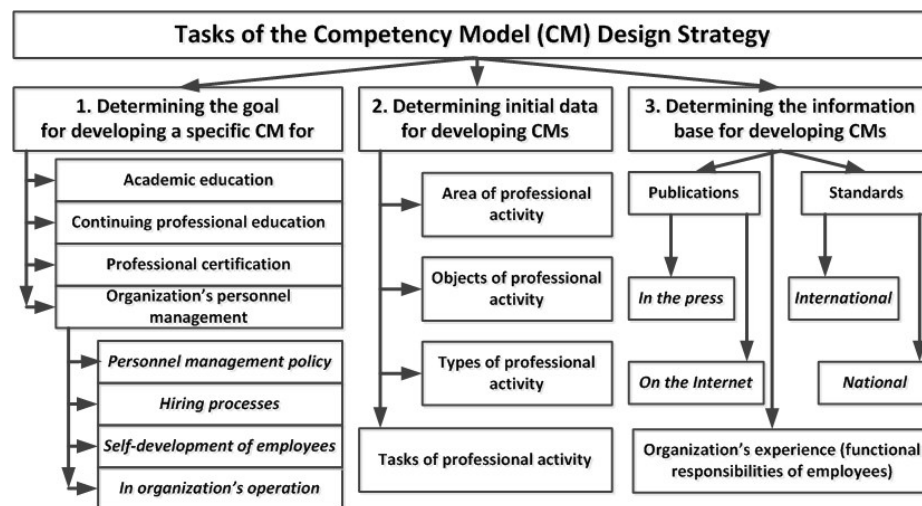 Tasks of the Competency Model (CM) Design Strategy
1. Determining the goal
for developing a specific CM for
Academic education
Continuing professional education
Professional certification
Organization's personnel
management
Personnel management policy
Hiring processes
Self-development of employees
In organization's operation
2. Determining initial data
for developing CMs
Area of professional
activity
Objects of professional
activity
Types of professional
activity
Tasks of professional activity
3. Determining the information
base for developing CMs
Publications
Standards
In the press
International
On the Internet
National
Organization's experience (functional
responsibilities of employees)